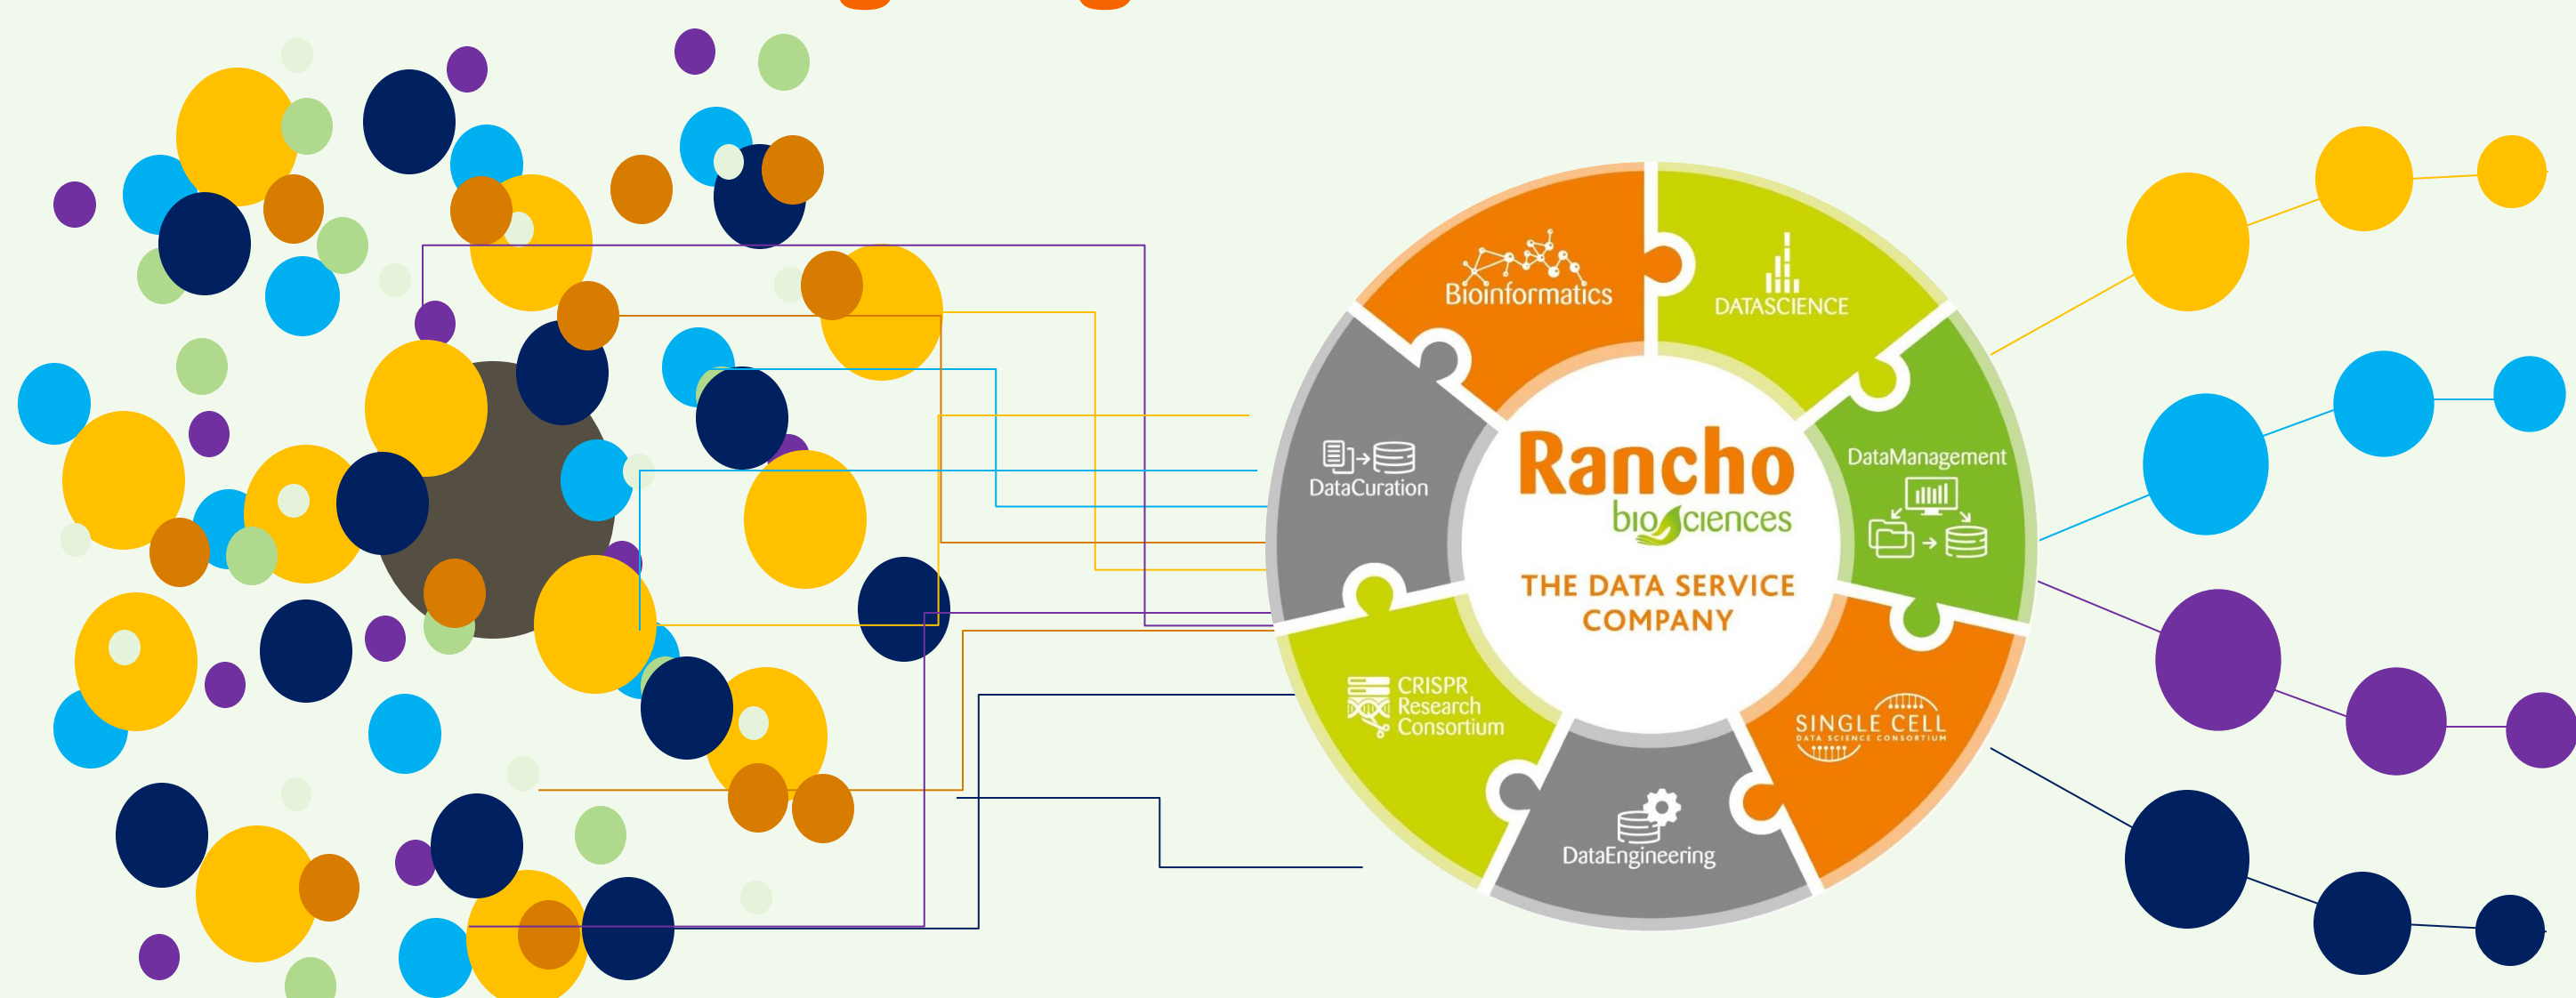 Bioinformatics
DATASCIENCE
DataManagement
DataCuration
Rancho
biosciences
THE DATA SERVICE
COMPANY
CRISPR
Research
Consortium
SINGLE CELL
DATA SCIENCE CONSORTIUM
DataEngineering